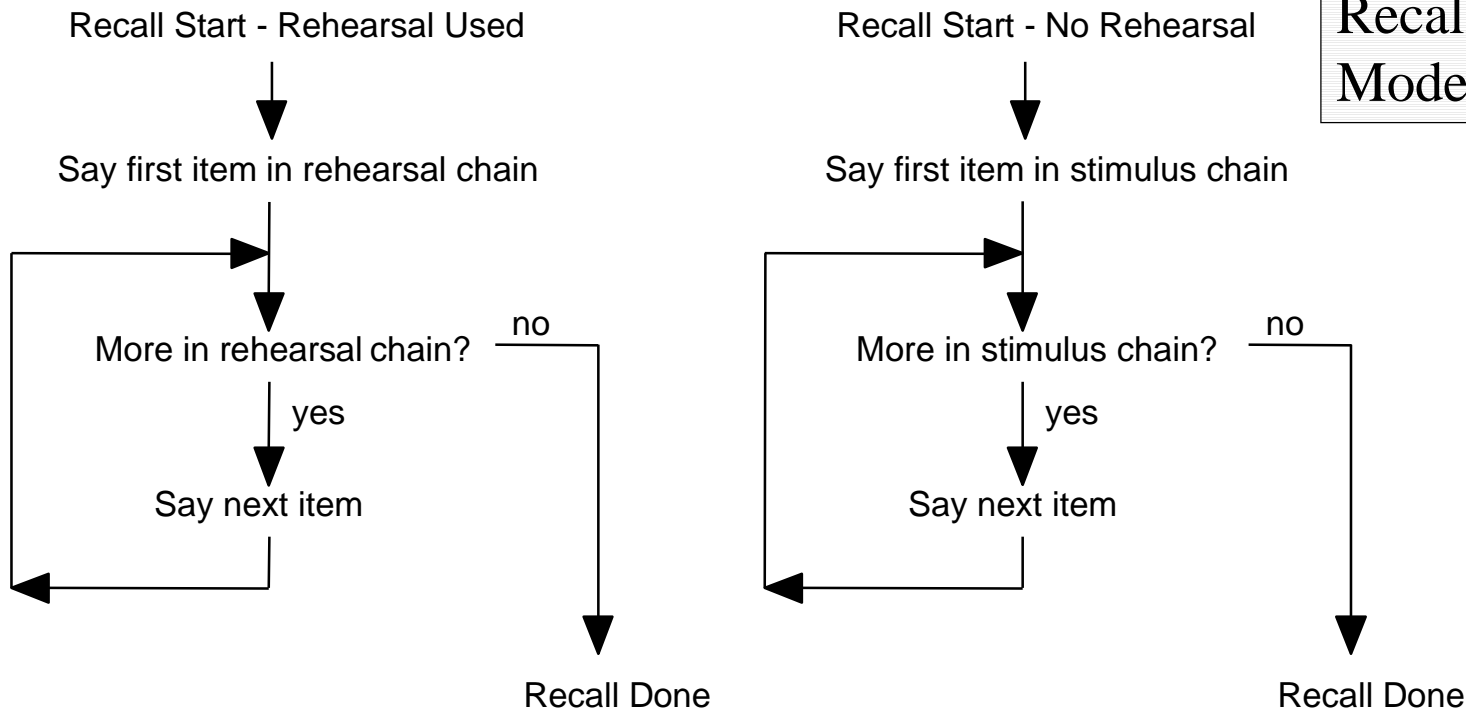 Recall Start - Rehearsal Used
Say first item in rehearsal chain
More in rehearsal chain?
no
yes
Say next item
Recall Done
Recall Start - No Rehearsal
Say first item in stimulus chain
More in stimulus chain?
no
yes
Say next item
Recall Done
Recal
Mode